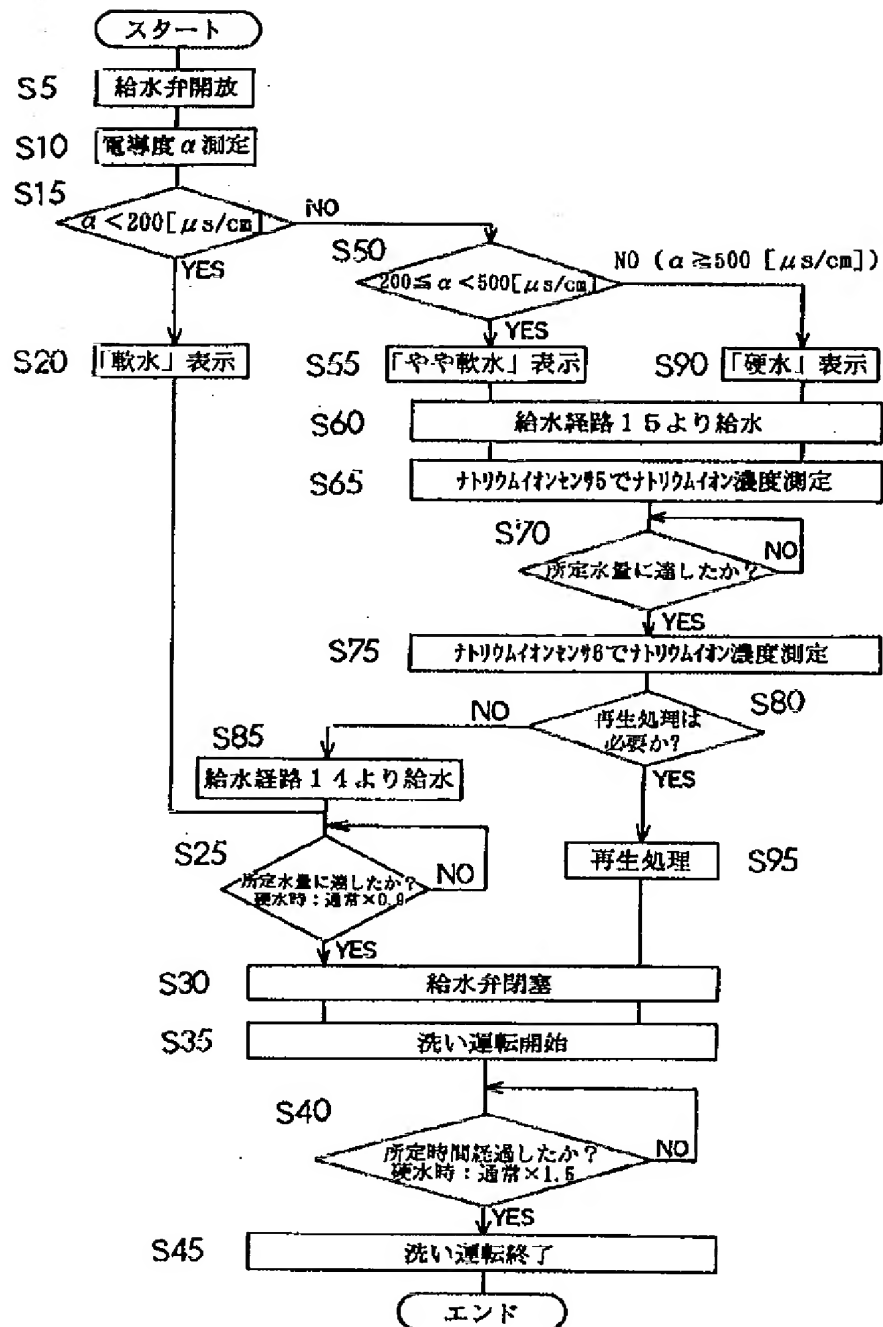 スタート
S5 給水弁開放
S10 電導度α測定
S15
α<200[μs/cm]
NO
YES
S50
200≦α<500[μs/cm]
NO (α≧500 [μs/cm])
YES
S20 「軟水」表示
S55 「やや軟水」表示
S90 「硬水」表示
S60 給水経路15より給水
S65 ナトリウムイオンセンサ5でナトリウムイオン濃度測定
S70
所定水量に達したか?
NO
YES
S75 ナトリウムイオンセンサ6でナトリウムイオン濃度測定
S80
再生処理は
必要か?
NO
YES
S85
給水経路14より給水
S25
所定水量に達したか?
硬水時:通常×0.9
NO
YES
再生処理 S95
S30 給水弁閉塞
S35 洗い運転開始
S40
所定時間経過したか?
硬水時:通常×1.5
NO
YES
S45 洗い運転終了
エンド